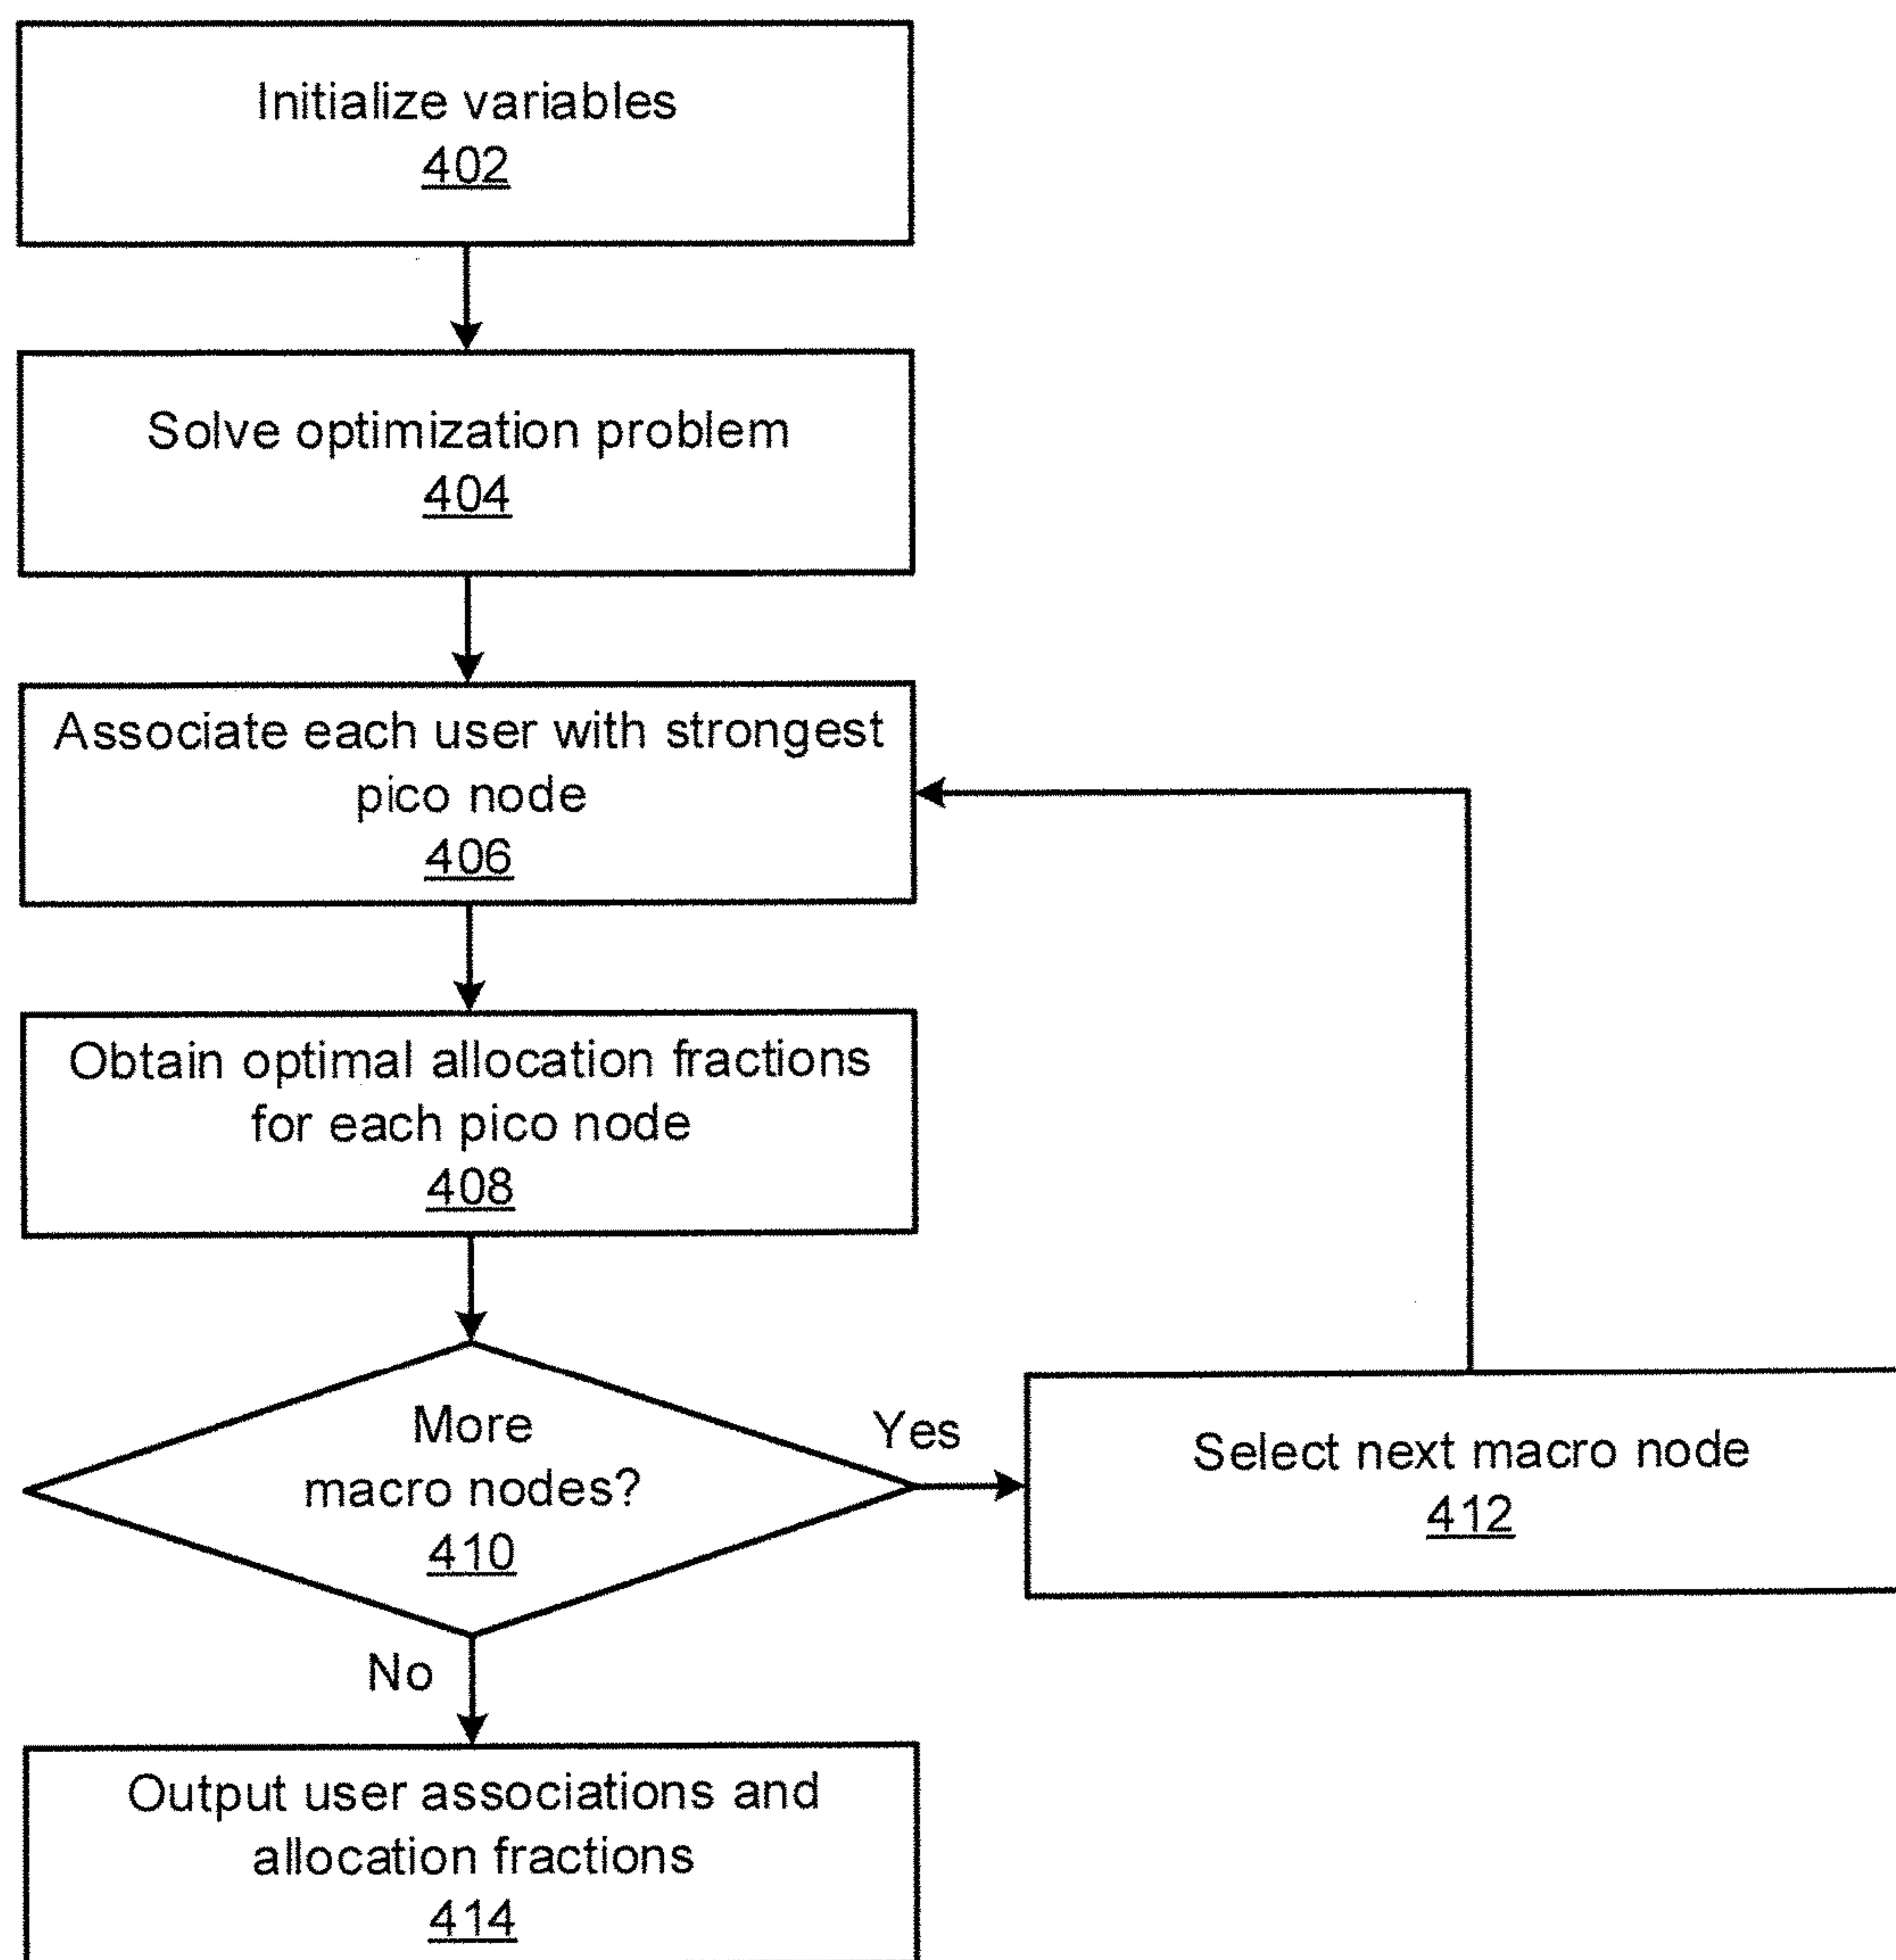 Initialize variables
402
Solve optimization problem
404
Associate each user with strongest
pico node
406
Obtain optimal allocation fractions
for each pico node
408
More
macro nodes?
410
Yes
Select next macro node
412
No
Output user associations and
allocation fractions
414